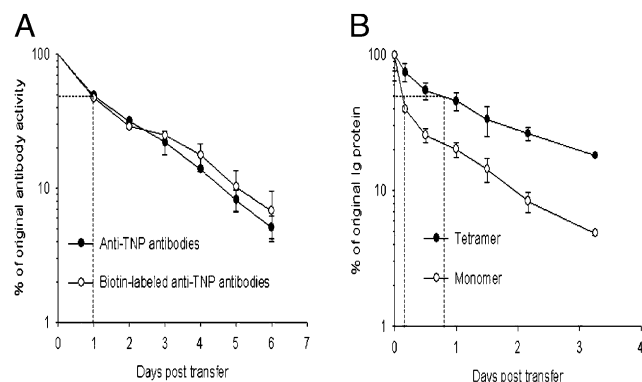 A
% of original antibody activity
100
10
1
Anti-TNP antibodies
Biotin-labeled anti-TNP antibodies
0 1 2 3 4 5 6 7
Days post transfer
B
% of original Ig protein
100
10
1
Tetramer
Monomer
0 1 2 3 4
Days post transfer